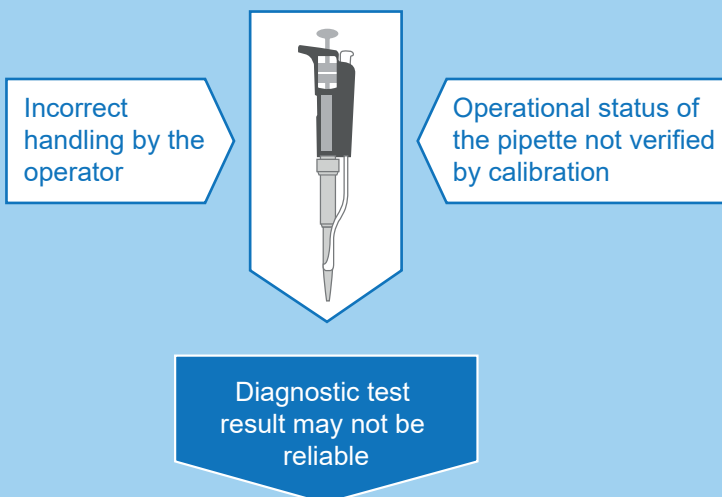 Incorrect
handling by the
operator
Operational status of
the pipette not verified
by calibration
Diagnostic test
result may not be
reliable